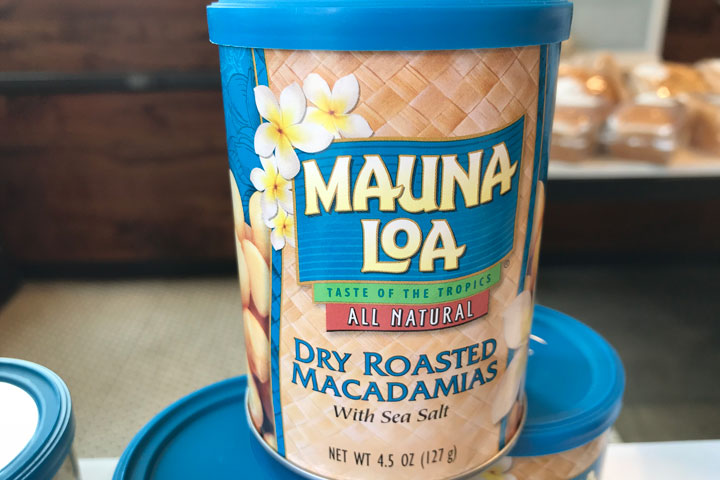 MAUNA
LOA
TASTE OF THE TROPICS
ALL NATURAL
DRY ROASTED
MACADAMIAS
With Sea Salt
NET WT 4.5 OZ (127 g)